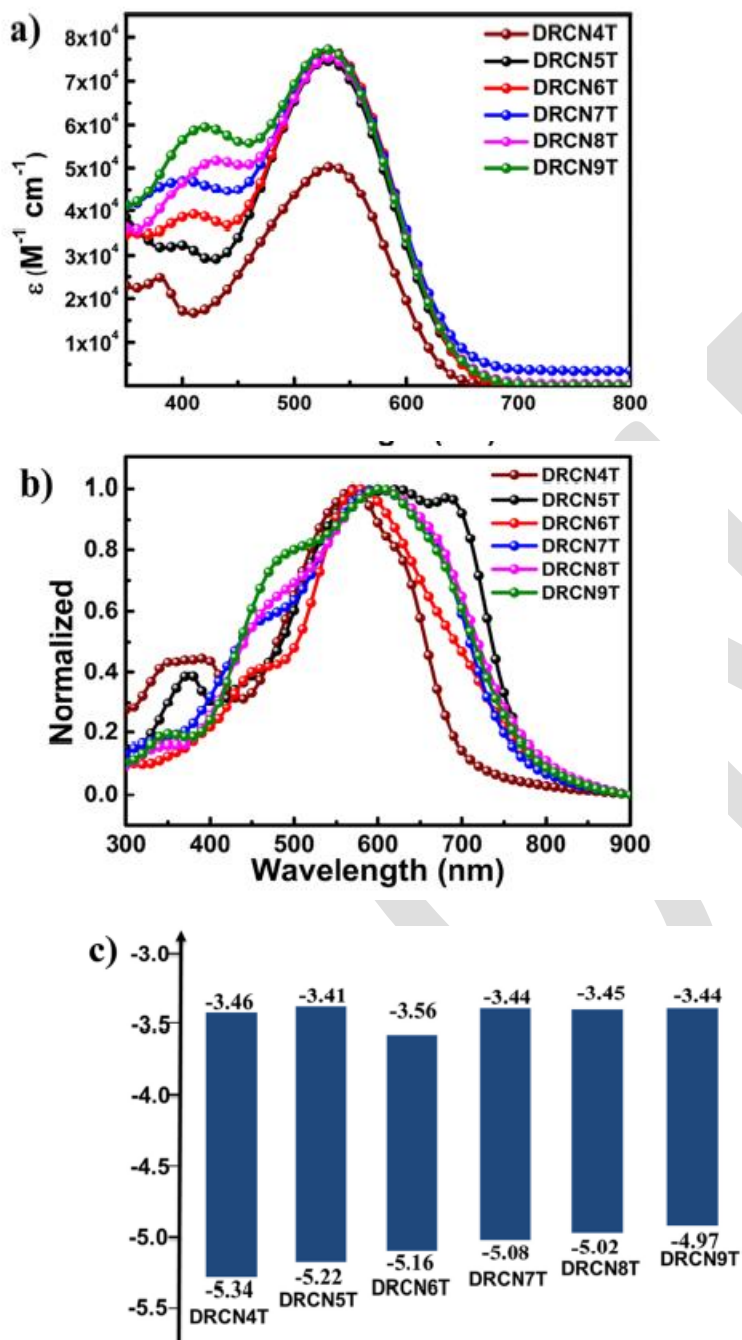 a)
ε (M⁻¹ cm⁻¹)
8x10⁴
7x10⁴
6x10⁴
5x10⁴
4x10⁴
3x10⁴
2x10⁴
1x10⁴
DRCN4T
DRCN5T
DRCN6T
DRCN7T
DRCN8T
DRCN9T
400 500 600 700 800
b)
Normalized
1.0
0.8
0.6
0.4
0.2
0.0
DRCN4T
DRCN5T
DRCN6T
DRCN7T
DRCN8T
DRCN9T
300 400 500 600 700 800 900
Wavelength (nm)
c)
-3.0
-3.5
-4.0
-4.5
-5.0
-5.5
-3.46 -3.41 -3.56 -3.44 -3.45 -3.44
-5.34 -5.22 -5.16 -5.08 -5.02 -4.97
DRCN4T DRCN5T DRCN6T DRCN7T DRCN8T DRCN9T